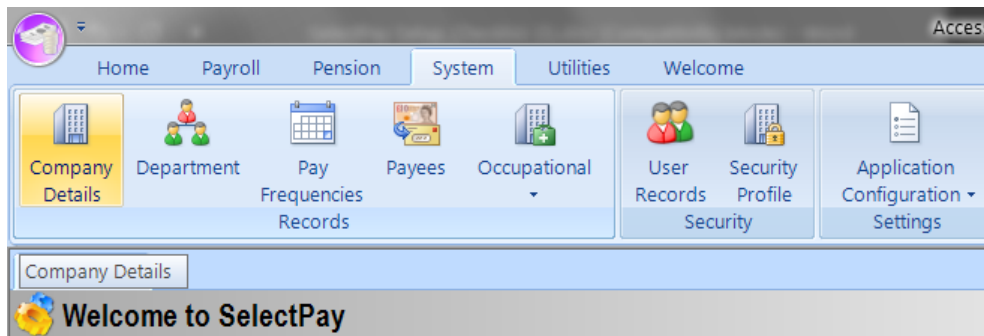 Acces
Home Payroll Pension System Utilities Welcome
Company Details
Department
Pay Frequencies
Payees
Occupational
Records
User Records
Security Profile
Security
Application Configuration
Settings
Company Details
Welcome to SelectPay